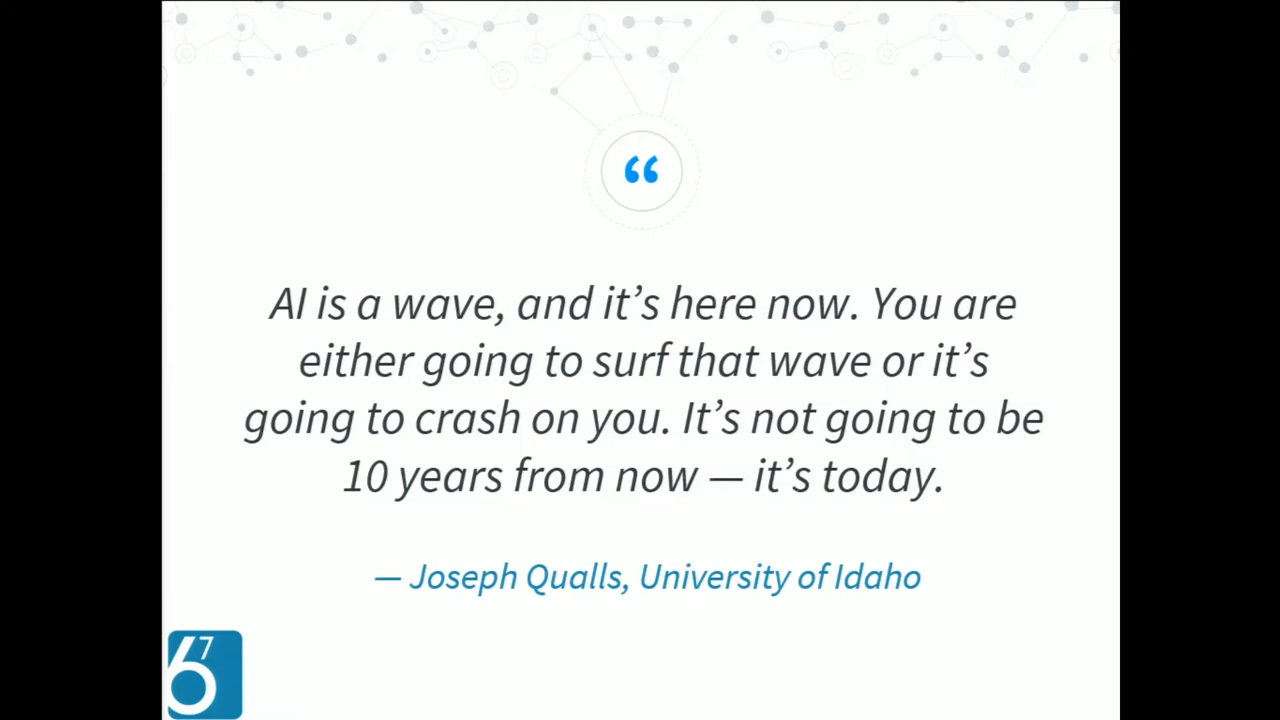 “
AI is a wave, and it’s here now. You are
either going to surf that wave or it’s
going to crash on you. It’s not going to be
10 years from now — it’s today.
— Joseph Qualls, University of Idaho
67